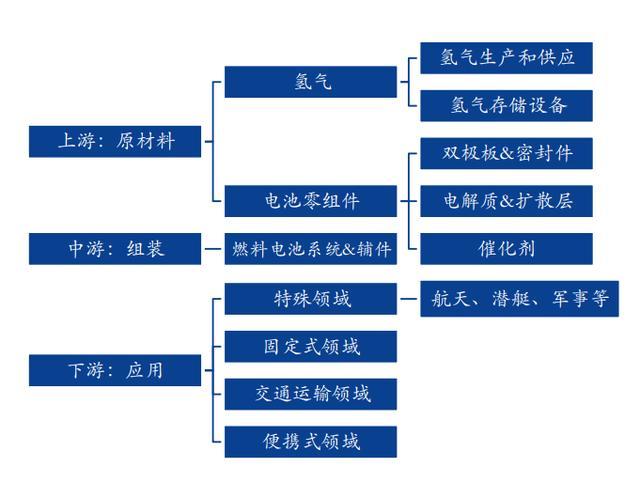 上游：原材料
氢气
氢气生产和供应
氢气存储设备
电池零组件
双极板&密封件
电解质&扩散层
催化剂
中游：组装
燃料电池系统&辅件
下游：应用
特殊领域
航天、潜艇、军事等
固定式领域
交通运输领域
便携式领域